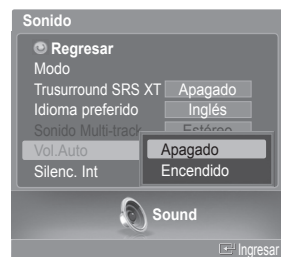 Sonido
Regresar
Modo
Trusurround SRS XT Apagado
Idioma preferido Inglés
Sonido Multi-track Estéreo
Vol.Auto Apagado
Encendido
Silenc. Int
Sound
Ingresar